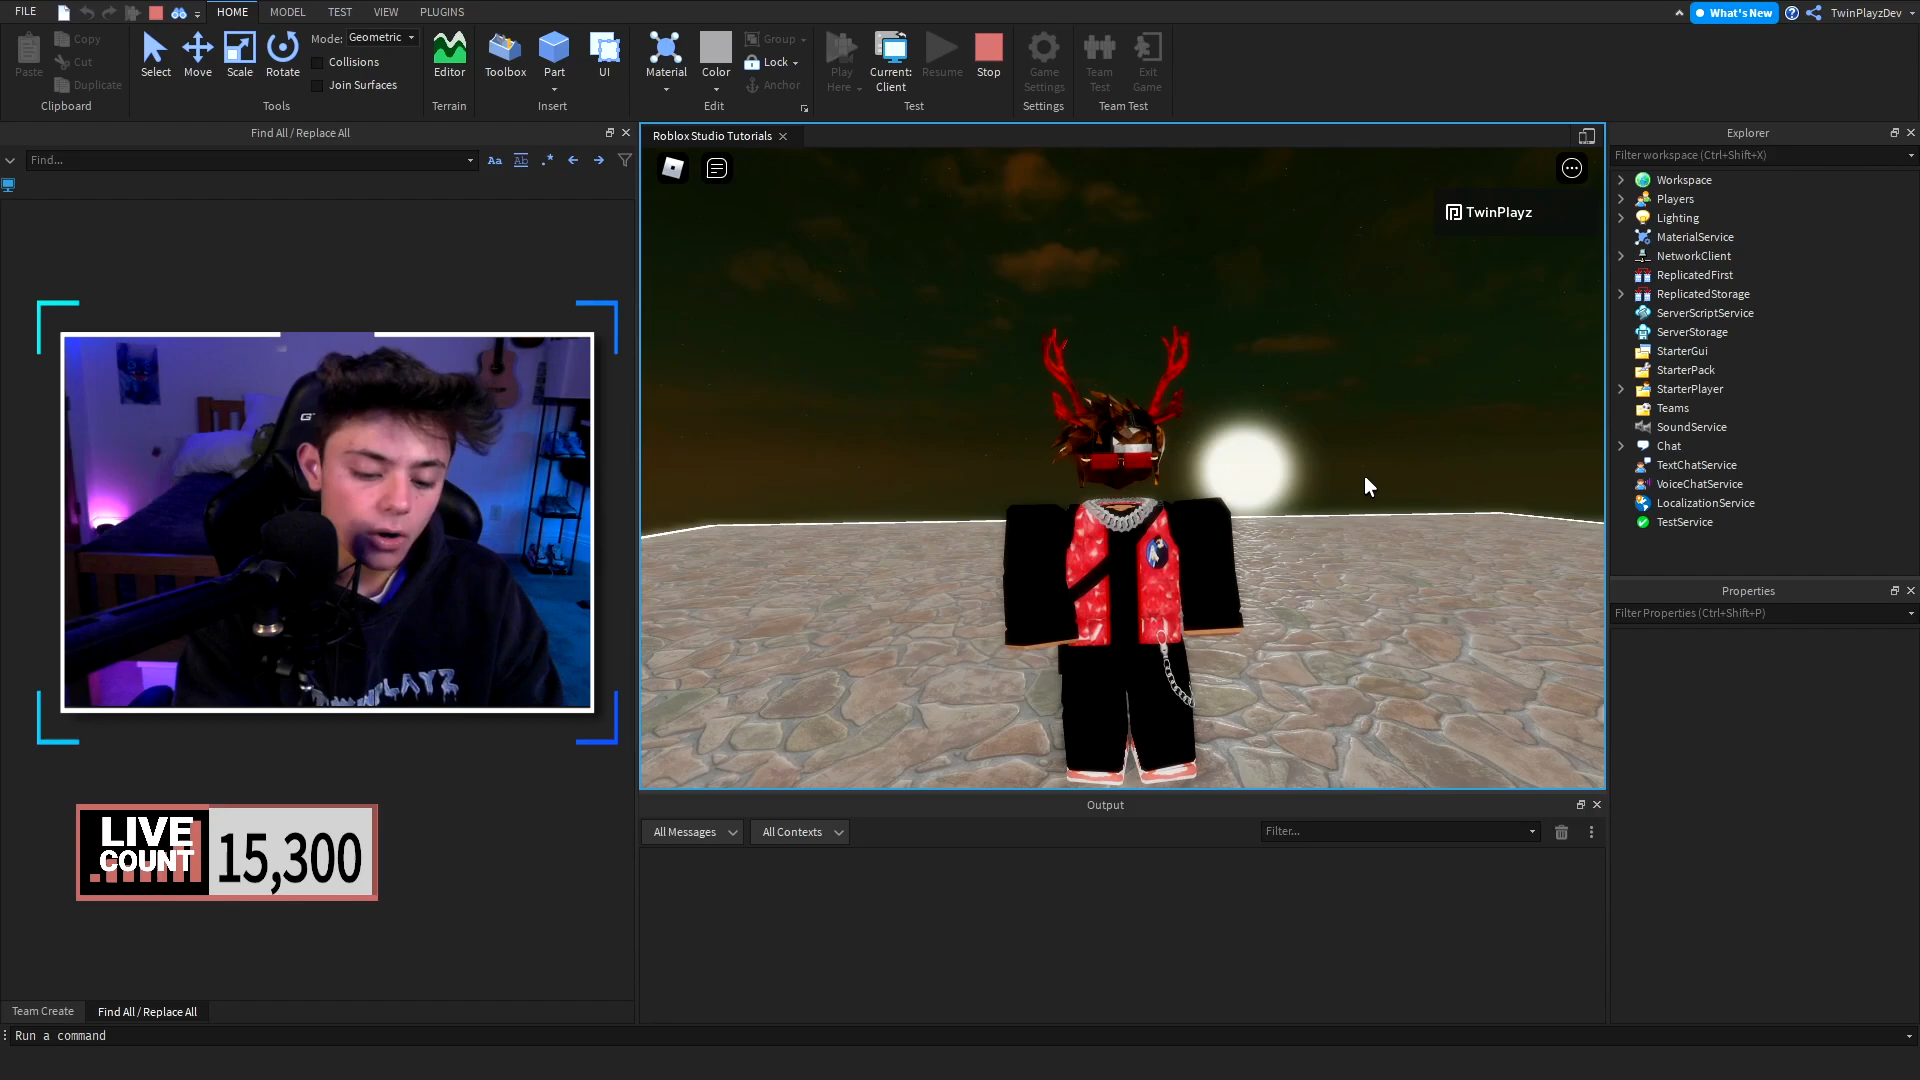 FILE
HOME
MODEL
TEST
VIEW
PLUGINS
What's New
TwinPlayzDev
Paste
Copy
Cut
Duplicate
Clipboard
Select
Move
Scale
Rotate
Mode: Geometric
Collisions
Join Surfaces
Tools
Editor
Terrain
Toolbox
Part
UI
Insert
Material
Color
Group
Lock
Anchor
Edit
Play
Here
Current:
Client
Resume
Stop
Test
Game
Settings
Settings
Team
Test
Exit
Game
Team Test
Find All / Replace All
Find...
Aa
Ab
.*
Roblox Studio Tutorials
TwinPlayz
LIVE
COUNT
15,300
Team Create
Find All / Replace All
Run a command
Output
All Messages
All Contexts
Filter...
Explorer
Filter workspace (Ctrl+Shift+X)
Workspace
Players
Lighting
MaterialService
NetworkClient
ReplicatedFirst
ReplicatedStorage
ServerScriptService
ServerStorage
StarterGui
StarterPack
StarterPlayer
Teams
SoundService
Chat
TextChatService
VoiceChatService
LocalizationService
TestService
Properties
Filter Properties (Ctrl+Shift+P)